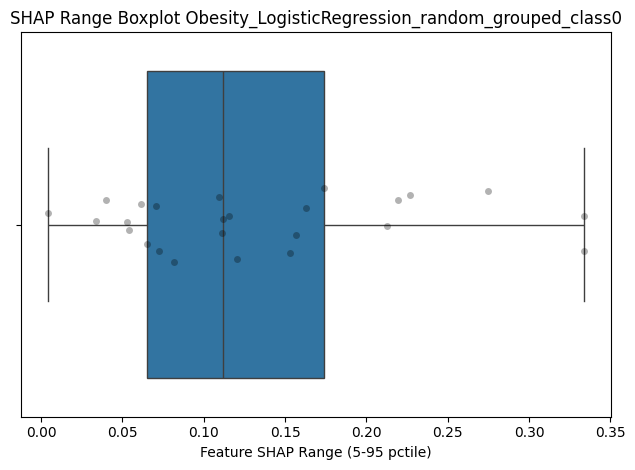 SHAP Range Boxplot Obesity_LogisticRegression_random_grouped_class0
0.00 0.05 0.10 0.15 0.20 0.25 0.30 0.35
Feature SHAP Range (5-95 pctile)